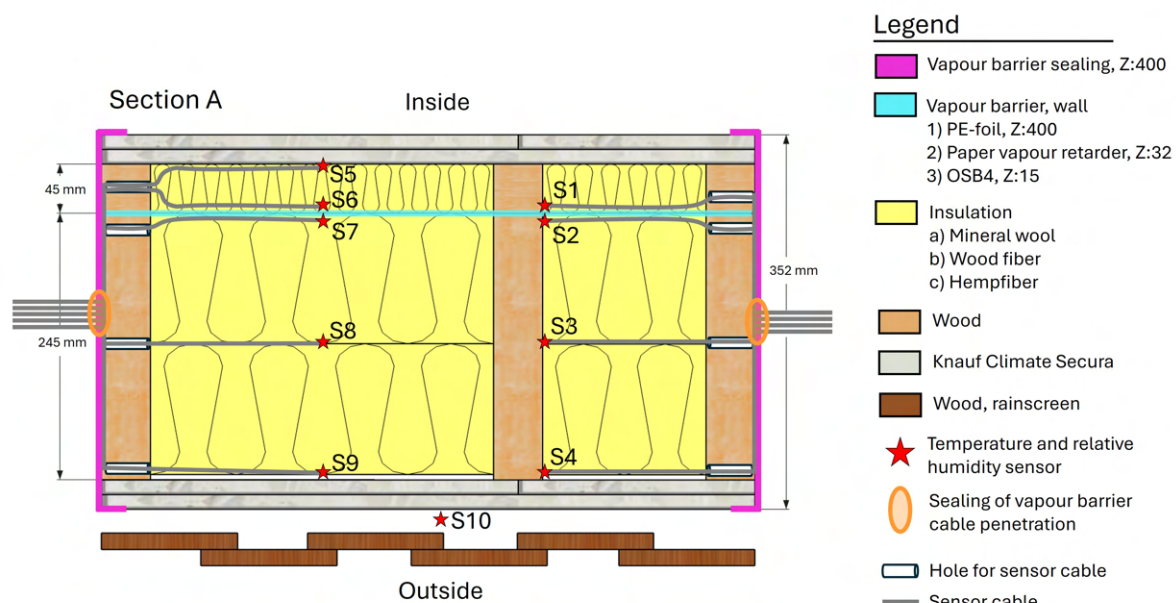 Legend
Vapour barrier sealing, Z:400
Section A
Inside
Vapour barrier, wall
1) PE-foil, Z:400
2) Paper vapour retarder, Z:32
3) OSB4, Z:15
S5
45 mm
S6
S1
S7
S2
Insulation
a) Mineral wool
b) Wood fiber
c) Hempfiber
352 mm
Wood
S8
S3
245 mm
Knauf Climate Secura
Wood, rainscreen
Temperature and relative
humidity sensor
S9
S4
Sealing of vapour barrier
cable penetration
S10
Hole for sensor cable
Outside
Sensor cable